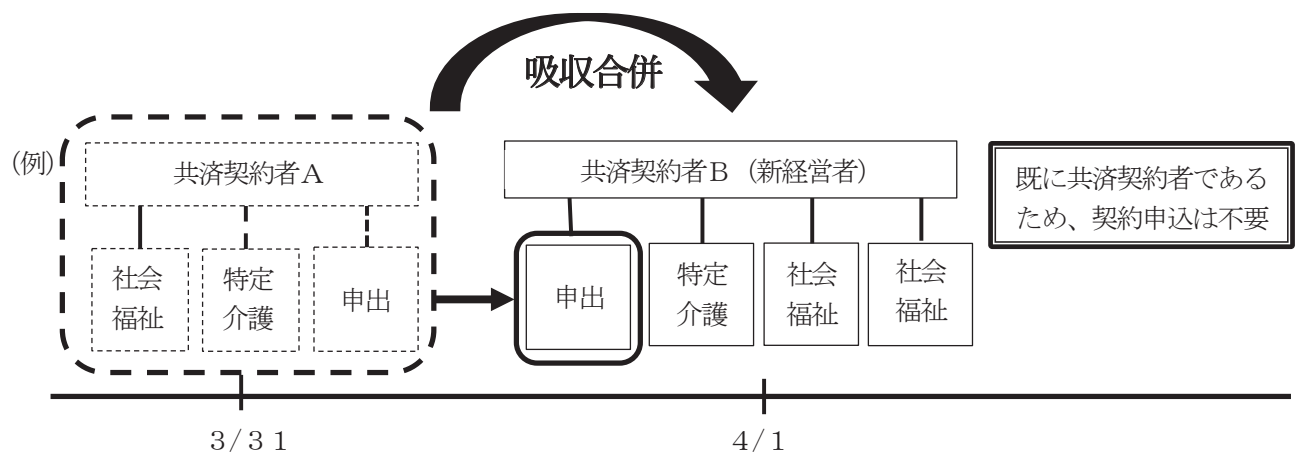 吸収合併
(例)
共済契約者A
共済契約者B (新経営者)
既に共済契約者である
ため、契約申込は不要
社会
福祉
特定
介護
申出
申出
特定
介護
社会
福祉
社会
福祉
3/31
4/1